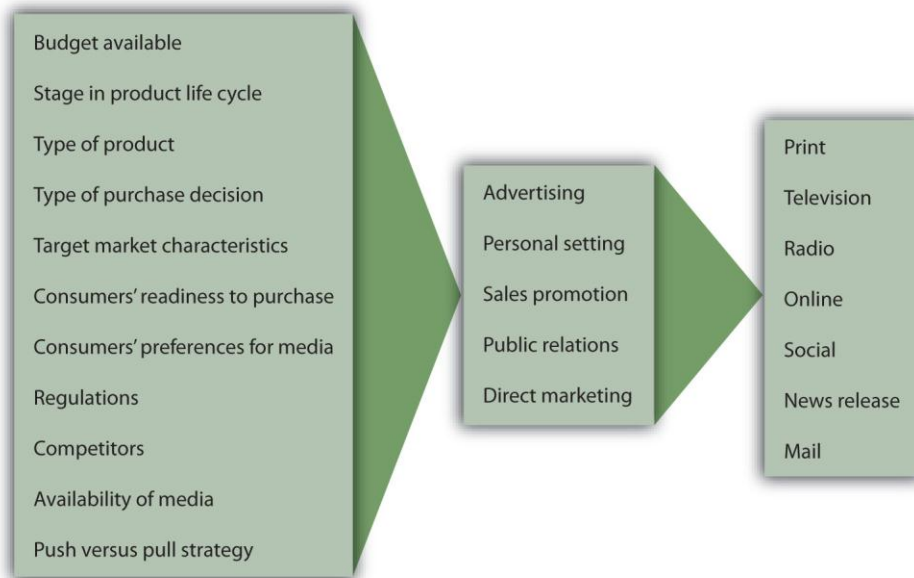 Budget available
Stage in product life cycle
Type of product
Type of purchase decision
Target market characteristics
Consumers' readiness to purchase
Consumers' preferences for media
Regulations
Competitors
Availability of media
Push versus pull strategy
Advertising
Personal setting
Sales promotion
Public relations
Direct marketing
Print
Television
Radio
Online
Social
News release
Mail